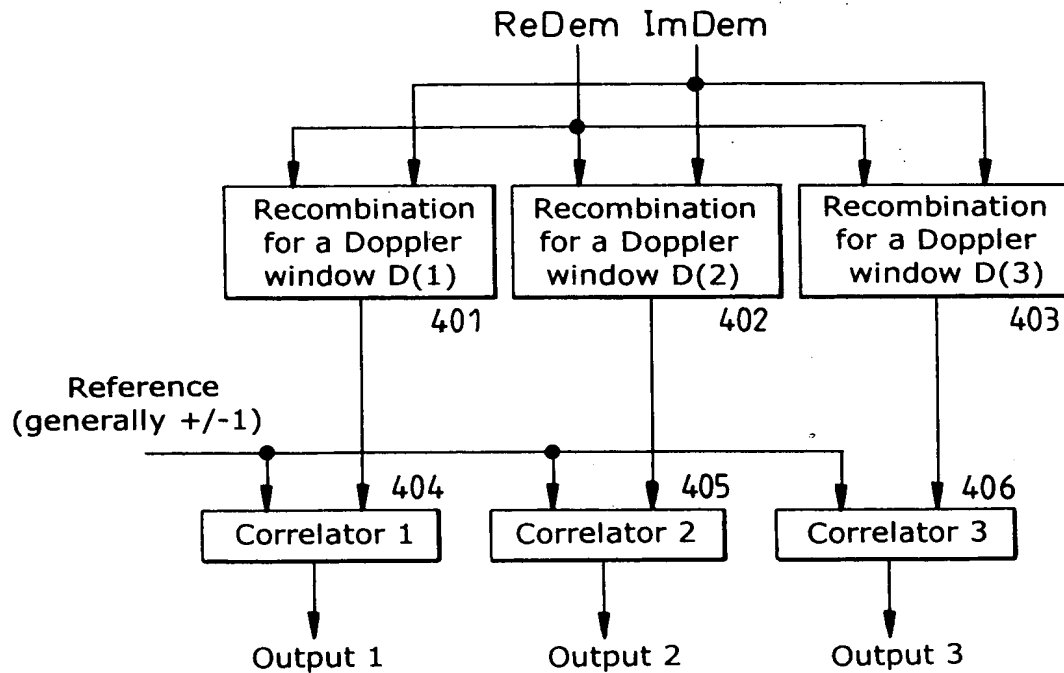 ReDem ImDem
Recombination
for a Doppler
window D(1)
Recombination
for a Doppler
window D(2)
Recombination
for a Doppler
window D(3)
401
402
403
Reference
(generally +/-1)
404
405
406
Correlator 1
Correlator 2
Correlator 3
Output 1
Output 2
Output 3